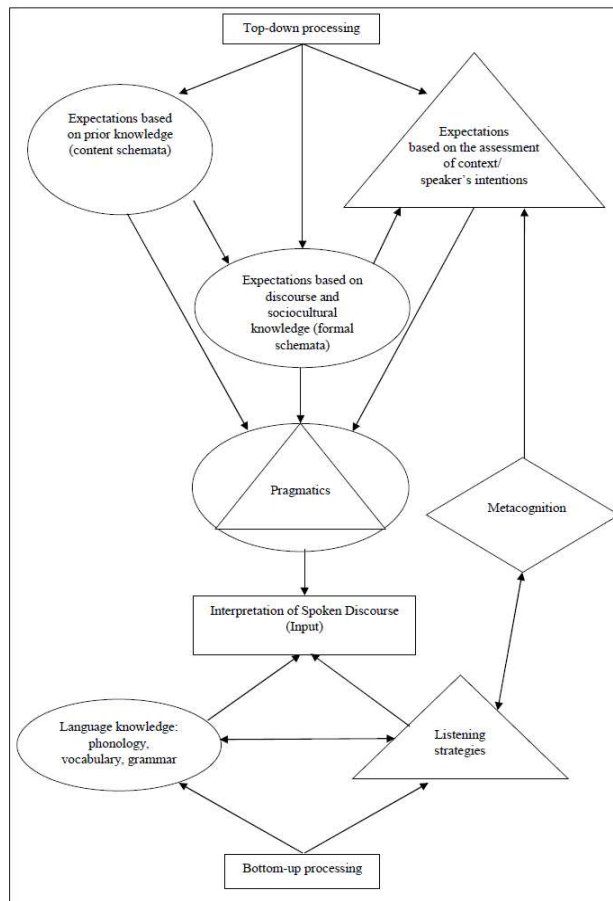 Top-down processing
Expectations based
on prior knowledge
(content schemata)
Expectations
based on the assessment
of context/
speaker's intentions
Expectations based on
discourse and
sociocultural
knowledge (formal
schemata)
Pragmatics
Metacognition
Interpretation of Spoken Discourse
(Input)
Language knowledge:
phonology,
vocabulary, grammar
Listening
strategies
Bottom-up processing